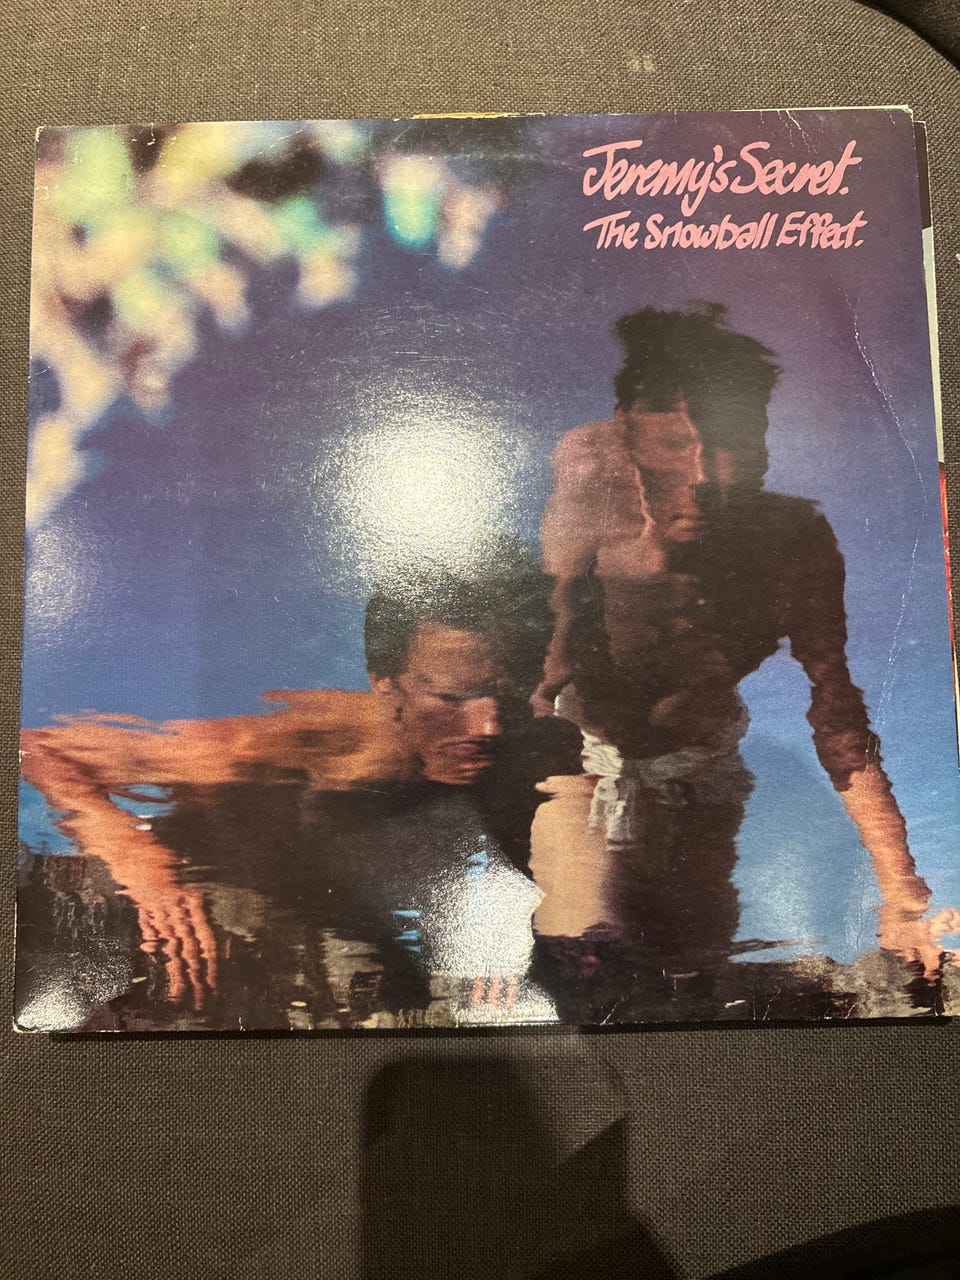 Jeremy's Secret.
The Snowball Effect.